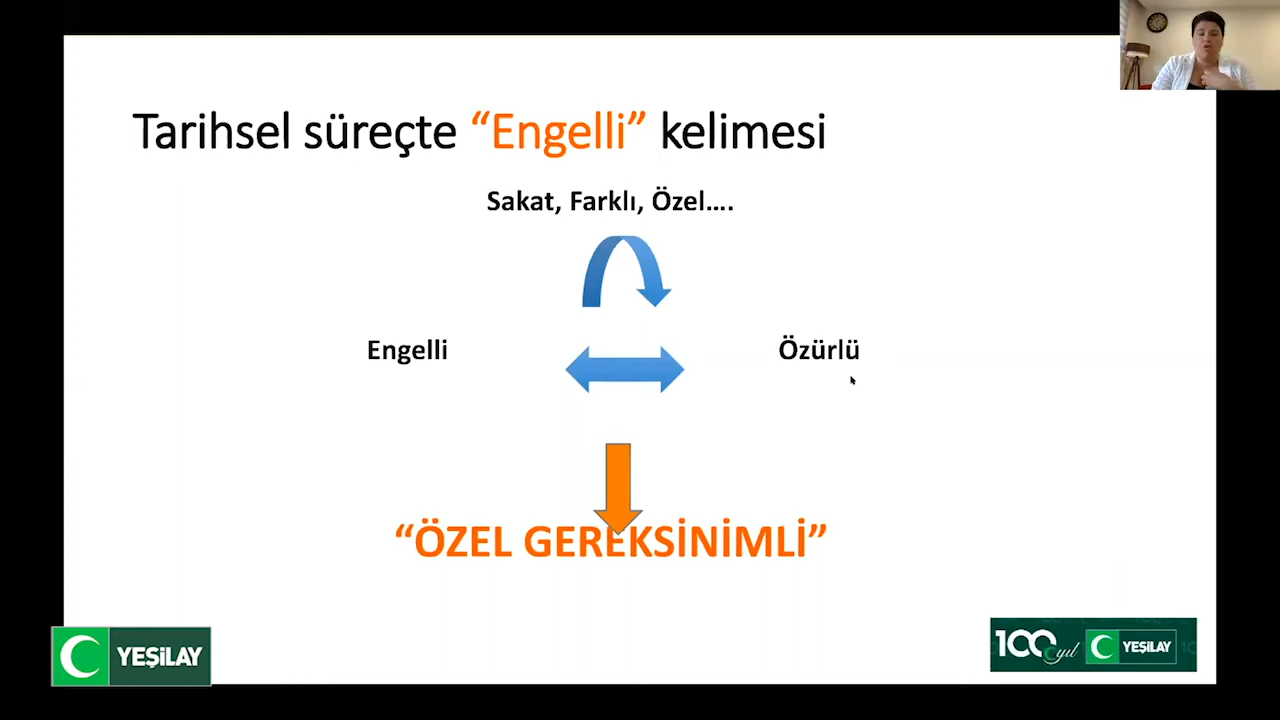 Tarihsel süreçte “Engelli” kelimesi
Sakat, Farklı, Özel....
Engelli
Özürlü
“ÖZEL GEREKSİNİMLİ”
YEŞİLAY
100 yıl YEŞİLAY